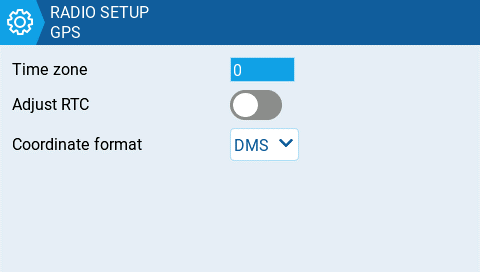 RADIO SETUP
GPS
Time zone 0
Adjust RTC
Coordinate format DMS